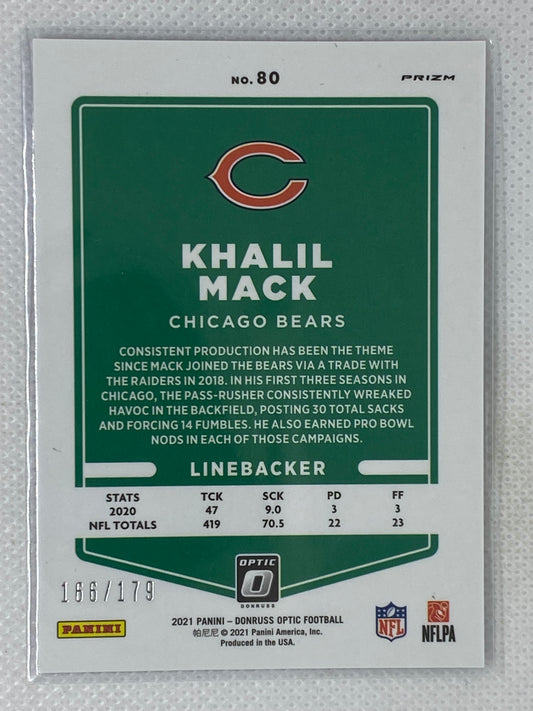 NO. 80
PRIZM
KHALIL
MACK
CHICAGO BEARS
CONSISTENT PRODUCTION HAS BEEN THE THEME
SINCE MACK JOINED THE BEARS VIA A TRADE WITH
THE RAIDERS IN 2018. IN HIS FIRST THREE SEASONS IN
CHICAGO, THE PASS-RUSHER CONSISTENTLY WREAKED
HAVOC IN THE BACKFIELD, POSTING 30 TOTAL SACKS
AND FORCING 14 FUMBLES. HE ALSO EARNED PRO BOWL
NODS IN EACH OF THOSE CAMPAIGNS.
LINEBACKER
STATS TCK SCK PD FF
2020 47 9.0 3 3
NFL TOTALS 419 70.5 22 23
OPTIC
DONRUSS
166/179
PANINI
2021 PANINI – DONRUSS OPTIC FOOTBALL
帕尼尼 © 2021 Panini America, Inc.
Produced in the USA.
NFL
NFLPA